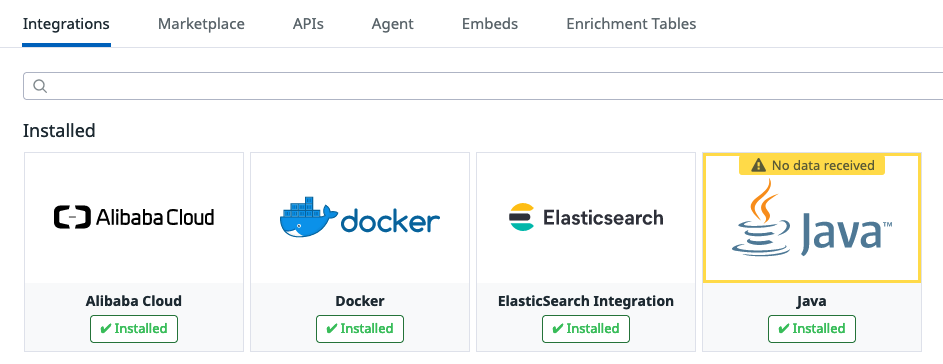 Integrations Marketplace APIs Agent Embeds Enrichment Tables
Installed
No data received
Alibaba Cloud docker Elasticsearch Java™
Alibaba Cloud Docker ElasticSearch Integration Java
✔ Installed ✔ Installed ✔ Installed ✔ Installed